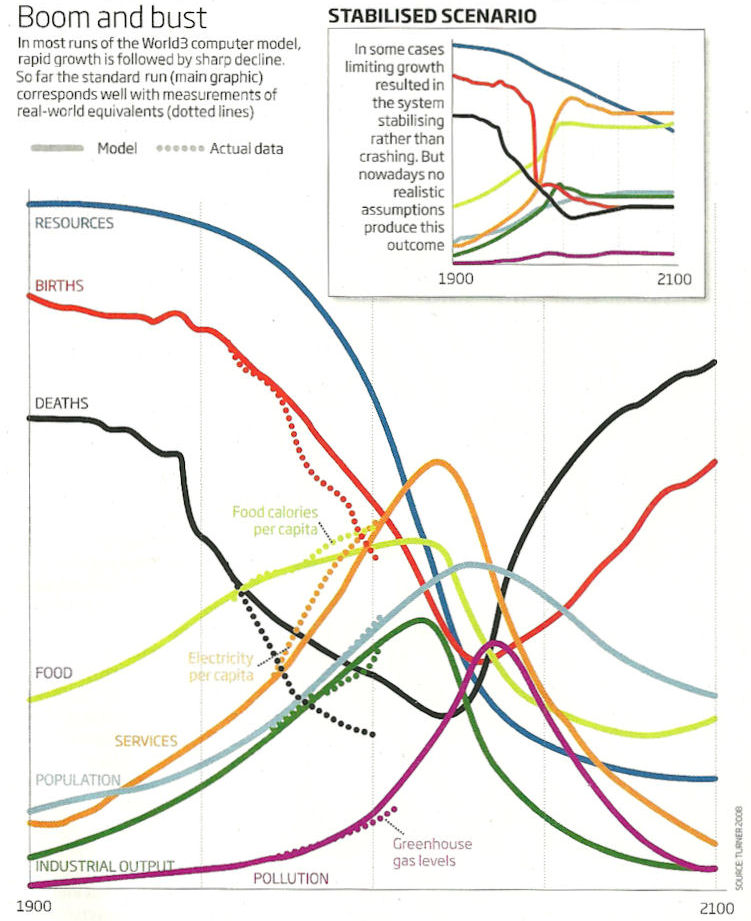 Boom and bust
In most runs of the World3 computer model,
rapid growth is followed by sharp decline.
So far the standard run (main graphic)
corresponds well with measurements of
real-world equivalents (dotted lines)
Model
Actual data
STABILISED SCENARIO
In some cases
limiting growth
resulted in
the system
stabilising
rather than
crashing. But
nowadays no
realistic
assumptions
produce this
outcome
1900
2100
RESOURCES
BIRTHS
DEATHS
Food calories
per capita
FOOD
Electricity
per capita
SERVICES
POPULATION
INDUSTRIAL OUTPUT
POLLUTION
Greenhouse
gas levels
1900
2100
SOURCE: TURNER 2008